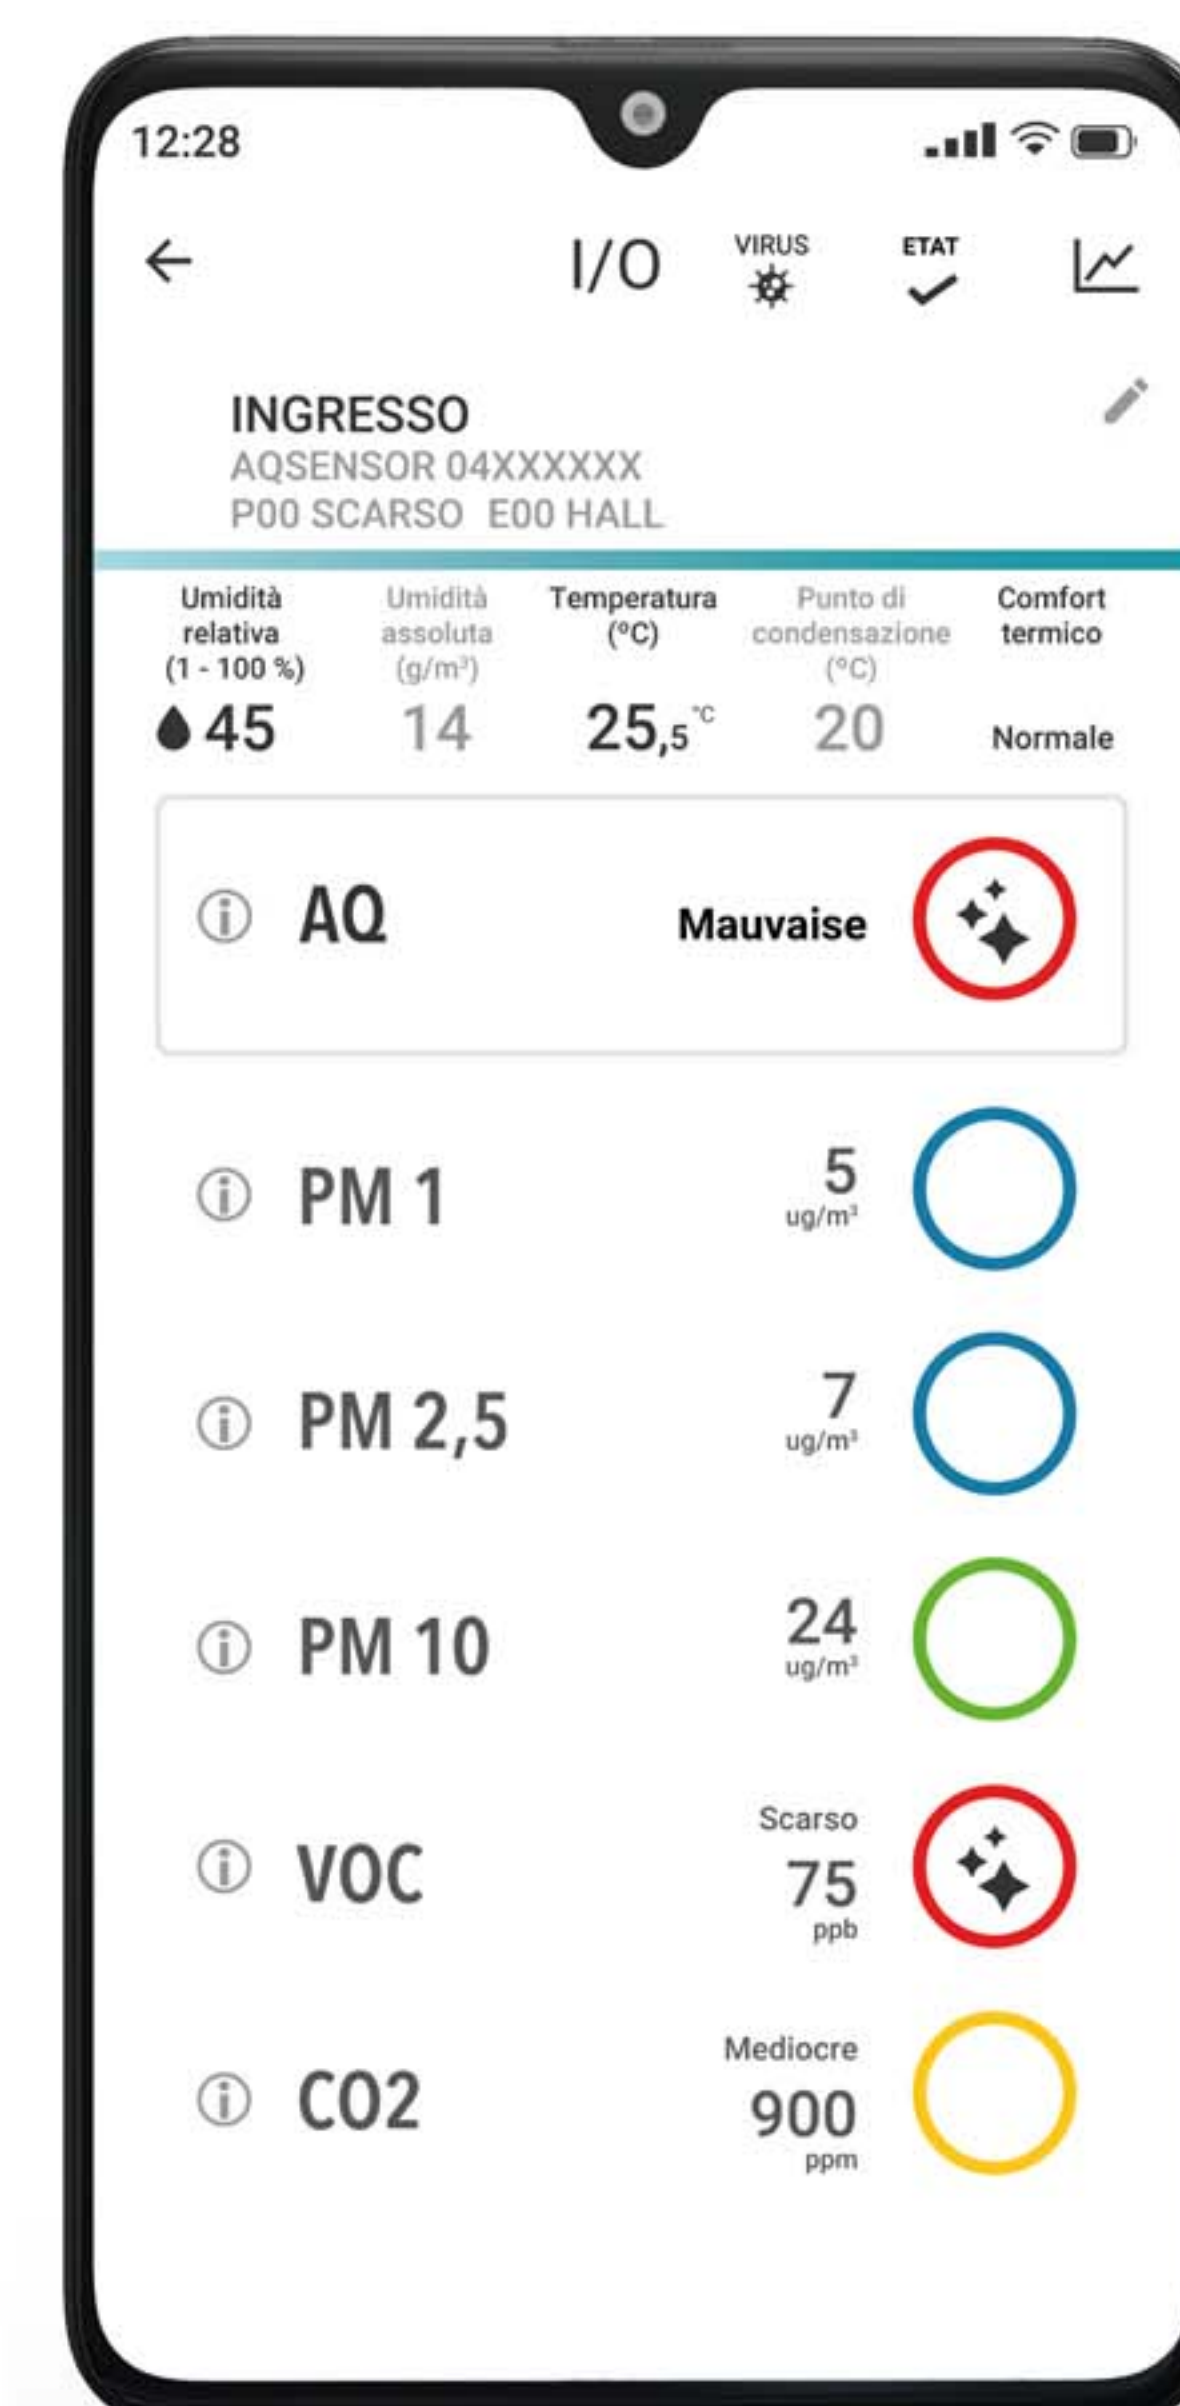 12:28
I/O
VIRUS
ETAT
INGRESSO
AQSENSOR 04XXXXXX
P00 SCARSO E00 HALL
Umidità
relativa
(1 - 100 %)
45
Umidità
assoluta
(g/m³)
14
Temperatura
(ºC)
25,5 °C
Punto di
condensazione
(ºC)
20
Comfort
termico
Normale
AQ
Mauvaise
PM 1
5
ug/m³
PM 2,5
7
ug/m³
PM 10
24
ug/m³
VOC
Scarso
75
ppb
CO2
Mediocre
900
ppm